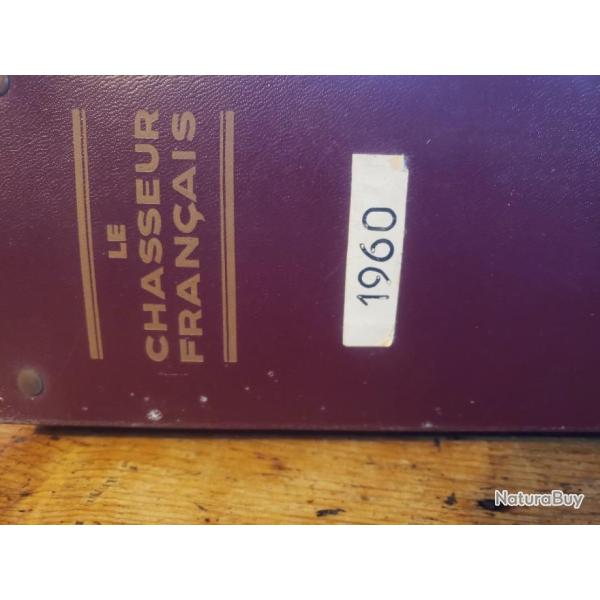 LE
CHASSEUR
FRANÇAIS
1960
NaturaBuy